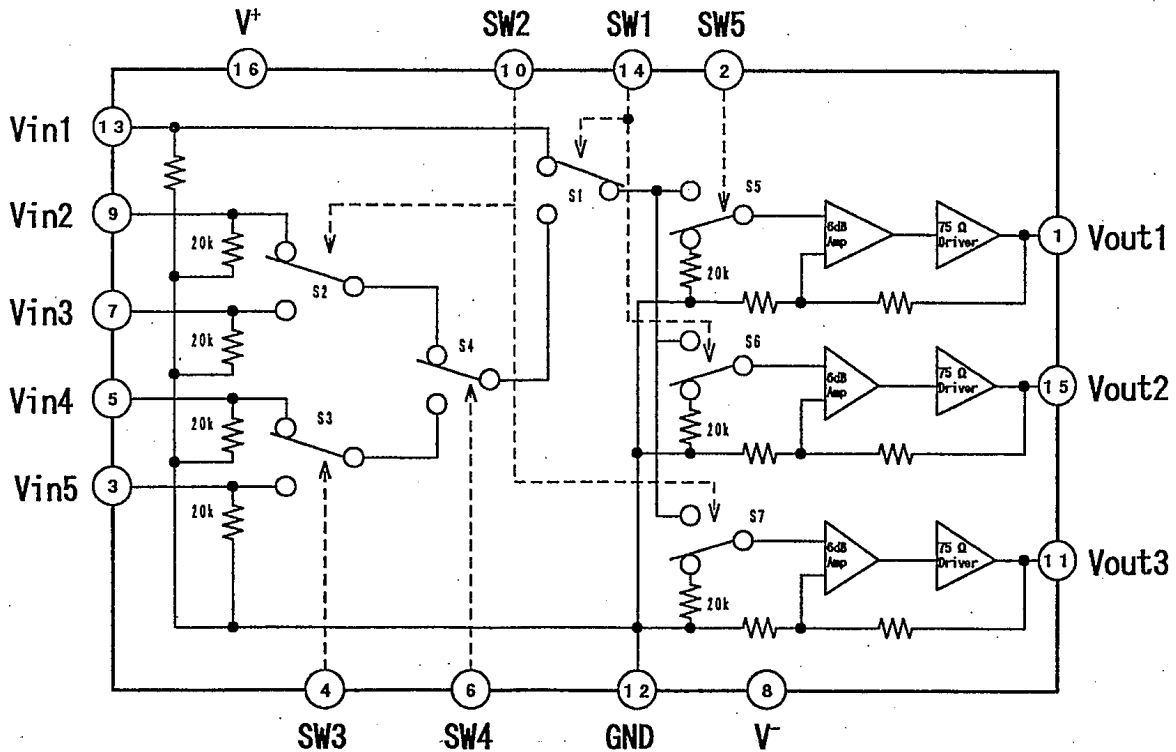 V+ SW2 SW1 SW5
16 10 14 2
Vin1 13
S1
S5
Vin2 9
20k
6dB Amp
75 Ω Driver
1 Vout1
S2
20k
Vin3 7
20k
S4
S6
Vin4 5
20k
S3
6dB Amp
75 Ω Driver
15 Vout2
20k
Vin5 3
20k
S7
6dB Amp
75 Ω Driver
11 Vout3
20k
4 6 12 8
SW3 SW4 GND V-